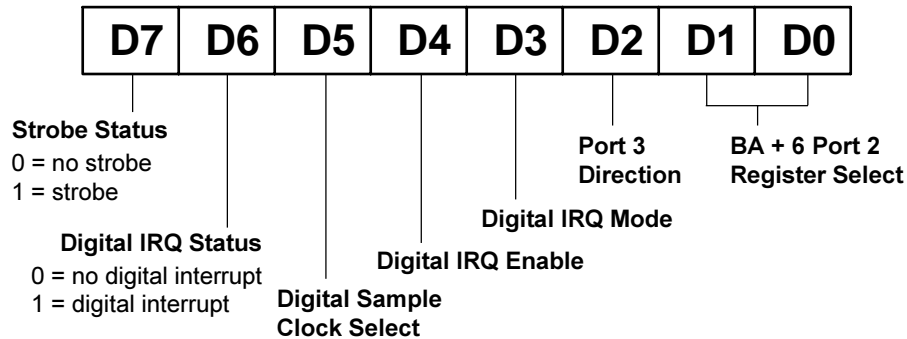 D7 D6 D5 D4 D3 D2 D1 D0
Strobe Status
0 = no strobe
1 = strobe
Port 3
Direction
BA + 6 Port 2
Register Select
Digital IRQ Mode
Digital IRQ Status
0 = no digital interrupt
1 = digital interrupt
Digital IRQ Enable
Digital Sample
Clock Select